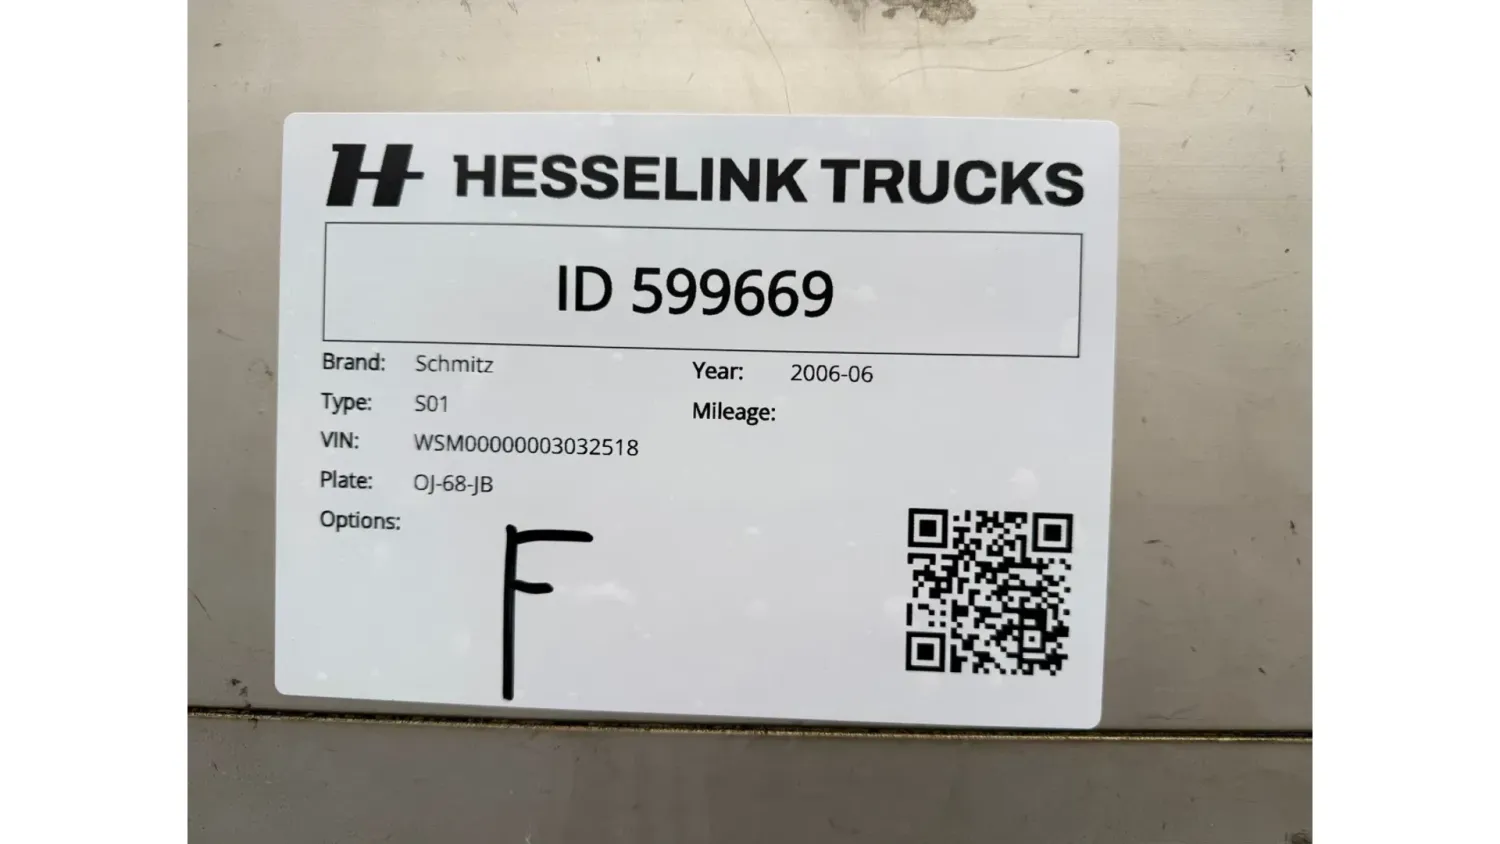 H HESSELINK TRUCKS
ID 599669
Brand: Schmitz
Year: 2006-06
Type: S01
Mileage:
VIN: WSM00000003032518
Plate: OJ-68-JB
Options:
F